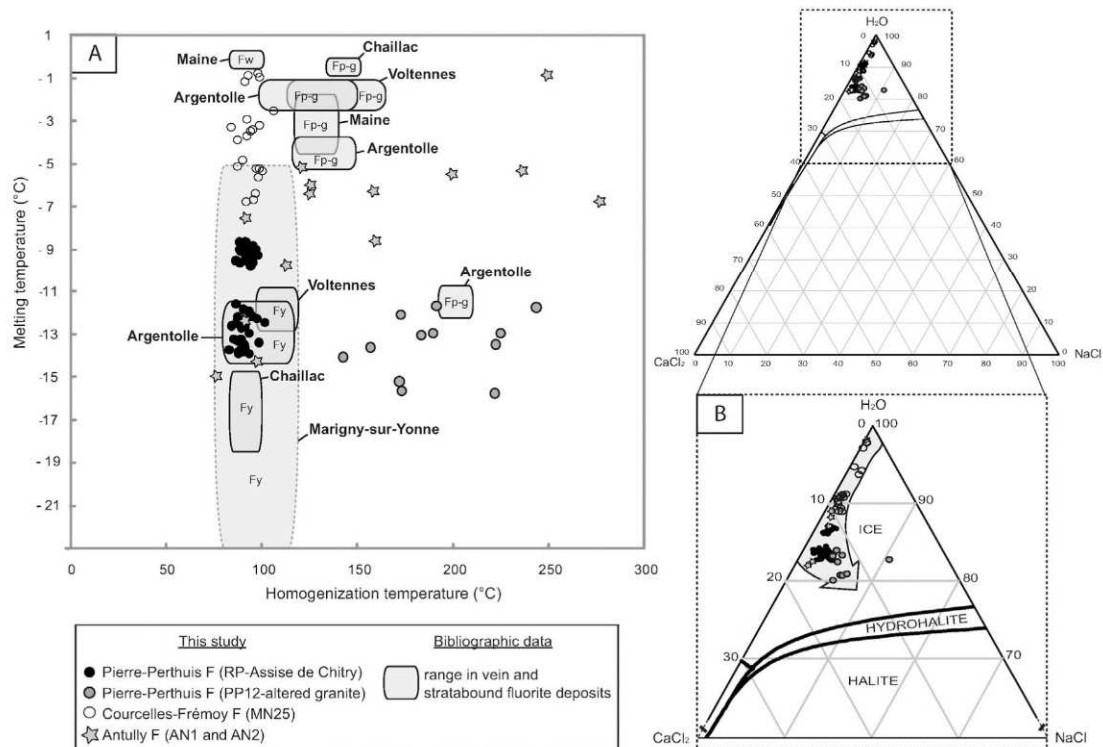 A
1
- 1
- 3
- 5
- 7
- 9
-11
-13
-15
-17
-19
-21
Melting temperature (°C)
0
50
100
150
200
250
300
Homogenization temperature (°C)
Maine
Fw
Chaillac
Fp-g
Voltennes
Argentolle
Fp-g
Fp-g
Maine
Fp-g
Argentolle
Fp-g
Argentolle
Fp-g
Voltennes
Fy
Argentolle
Fy
Chaillac
Fy
Marigny-sur-Yonne
Fy
This study
Pierre-Perthuis F (RP-Assise de Chitry)
Pierre-Perthuis F (PP12-altered granite)
Courcelles-Frémoy F (MN25)
Antully F (AN1 and AN2)
Bibliographic data
range in vein and
stratabound fluorite deposits
H₂O
0 100
10 90
20 80
30 70
40 60
50 50
60 40
70 30
80 20
90 10
100 0
CaCl₂
NaCl
0 10 20 30 40 50 60 70 80 90 100
B
H₂O
0 100
10 90
ICE
20 80
HYDROHALITE
30 70
HALITE
CaCl₂ NaCl